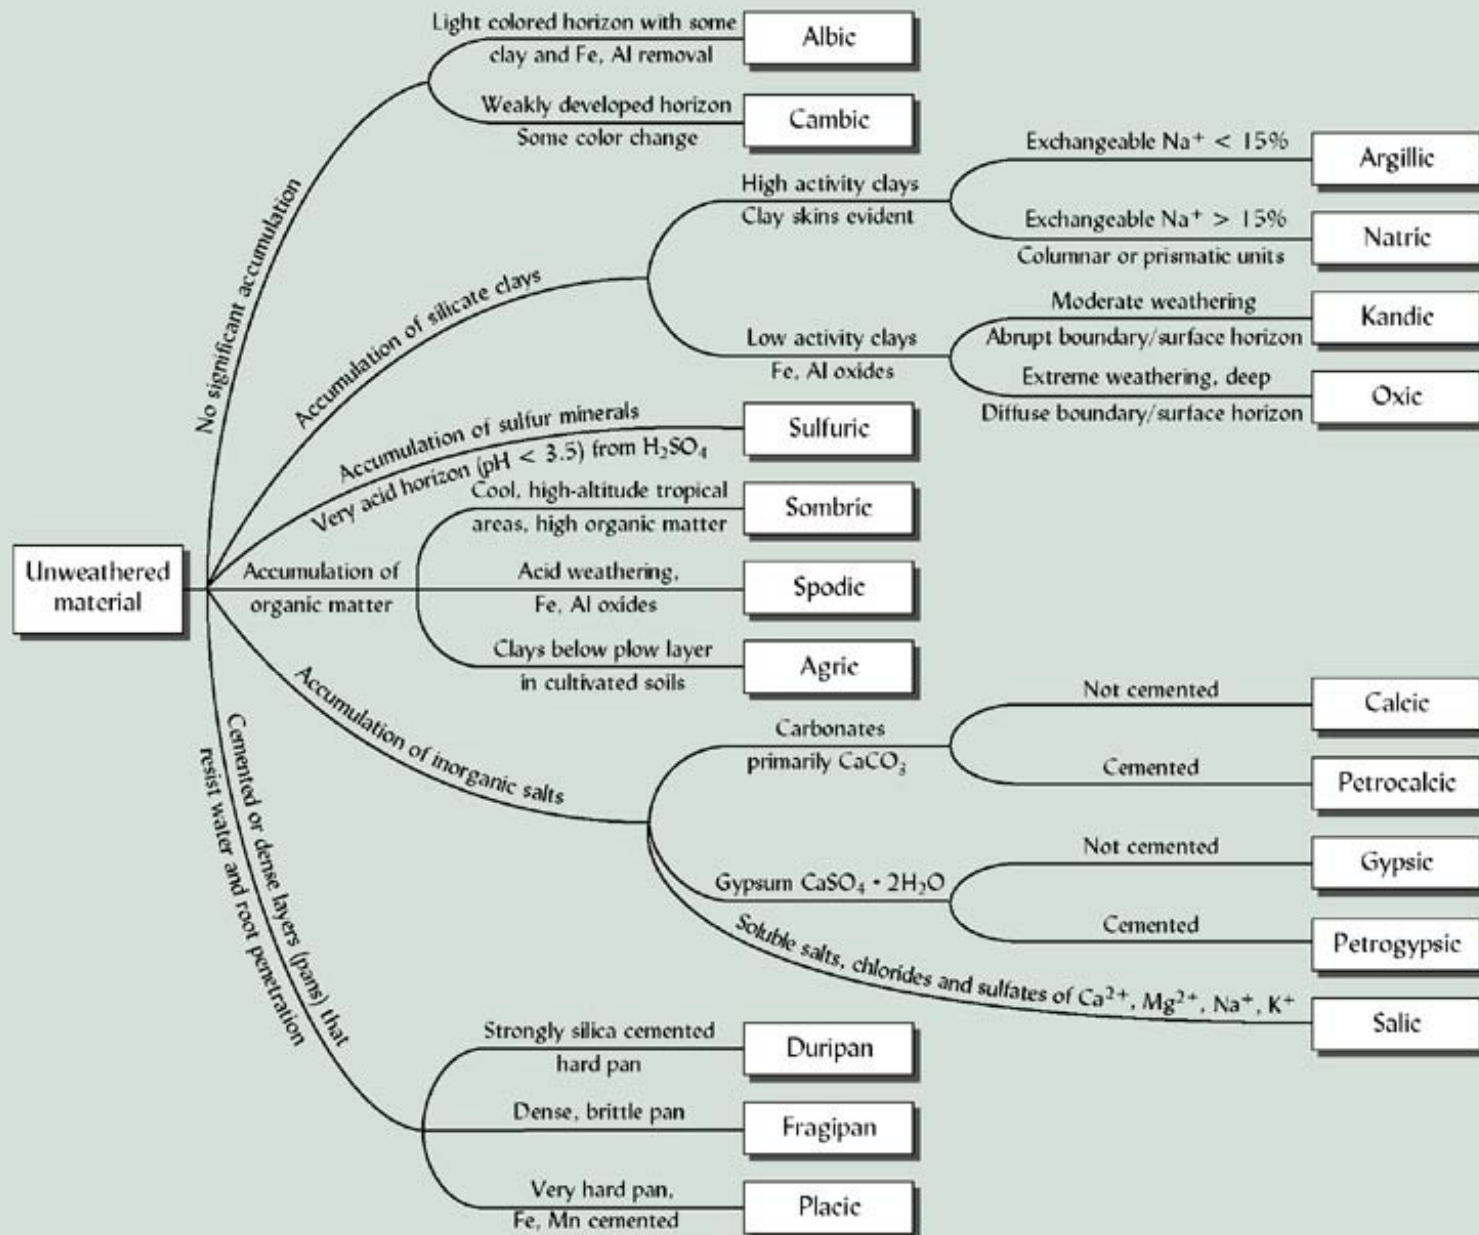 Light colored horizon with some
clay and Fe, Al removal
Albic
Weakly developed horizon
Some color change
Cambic
No significant accumulation
Accumulation of silicate clays
High activity clays
Clay skins evident
Exchangeable Na⁺ < 15%
Argillic
Exchangeable Na⁺ > 15%
Columnar or prismatic units
Natric
Low activity clays
Fe, Al oxides
Moderate weathering
Abrupt boundary/surface horizon
Kandic
Extreme weathering, deep
Diffuse boundary/surface horizon
Oxic
Accumulation of sulfur minerals
Very acid horizon (pH < 3.5) from H₂SO₄
Sulfuric
Unweathered
material
Accumulation of
organic matter
Cool, high-altitude tropical
areas, high organic matter
Sombric
Acid weathering,
Fe, Al oxides
Spodic
Clays below plow layer
in cultivated soils
Agric
Accumulation of inorganic salts
Carbonates
primarily CaCO₃
Not cemented
Calcic
Cemented
Petrocalcic
Gypsum CaSO₄ • 2H₂O
Not cemented
Gypsic
Cemented
Petrogypsic
Soluble salts, chlorides and sulfates of Ca²⁺, Mg²⁺, Na⁺, K⁺
Salic
Cemented or dense layers (pans) that
resist water and root penetration
Strongly silica cemented
hard pan
Duripan
Dense, brittle pan
Fragipan
Very hard pan,
Fe, Mn cemented
Placic